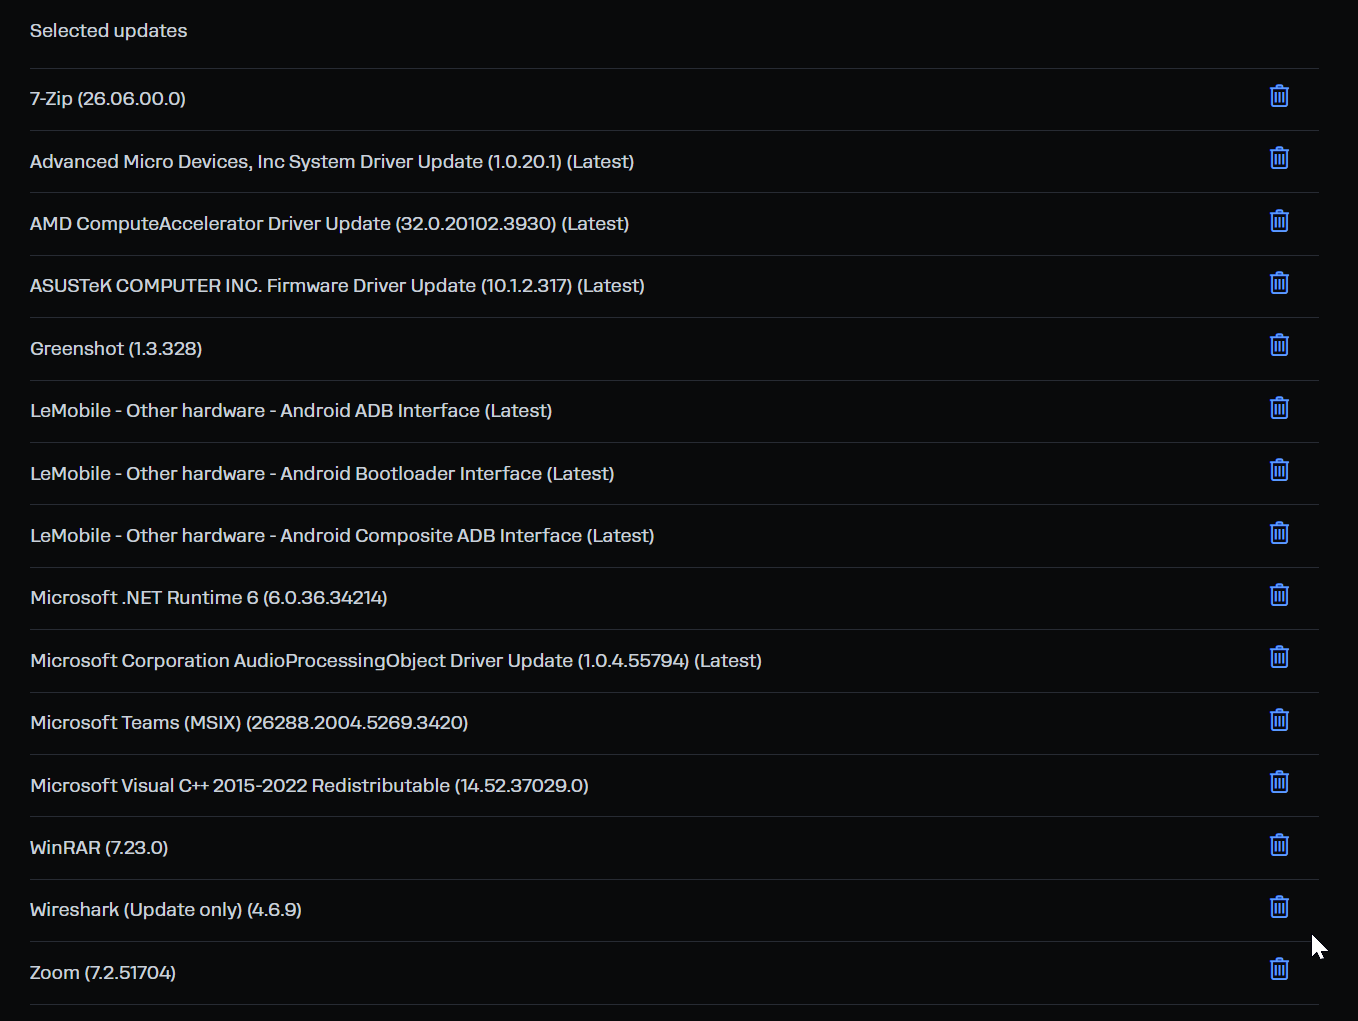 Selected updates
7-Zip (26.06.00.0)
Advanced Micro Devices, Inc System Driver Update (1.0.20.1) (Latest)
AMD ComputeAccelerator Driver Update (32.0.20102.3930) (Latest)
ASUSTeK COMPUTER INC. Firmware Driver Update (10.1.2.317) (Latest)
Greenshot (1.3.328)
LeMobile - Other hardware - Android ADB Interface (Latest)
LeMobile - Other hardware - Android Bootloader Interface (Latest)
LeMobile - Other hardware - Android Composite ADB Interface (Latest)
Microsoft .NET Runtime 6 (6.0.36.34214)
Microsoft Corporation AudioProcessingObject Driver Update (1.0.4.55794) (Latest)
Microsoft Teams (MSIX) (26288.2004.5269.3420)
Microsoft Visual C++ 2015-2022 Redistributable (14.52.37029.0)
WinRAR (7.23.0)
Wireshark (Update only) (4.6.9)
Zoom (7.2.51704)